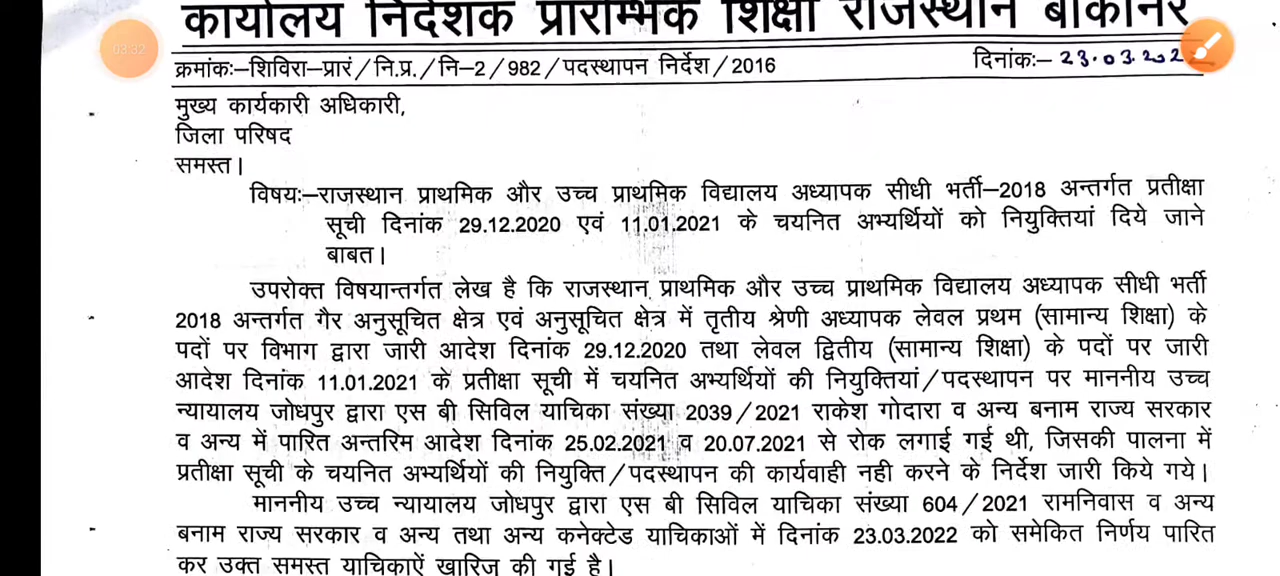 कार्यालय निदेशक प्रारम्भिक शिक्षा राजस्थान बीकानेर
03:32
क्रमांकः–शिविरा–प्रारं/नि.प्र./नि–2/982/पदस्थापन निर्देश/2016
दिनांकः– 23.03.202
मुख्य कार्यकारी अधिकारी,
जिला परिषद
समस्त।
विषयः–राजस्थान प्राथमिक और उच्च प्राथमिक विद्यालय अध्यापक सीधी भर्ती–2018 अन्तर्गत प्रतीक्षा
सूची दिनांक 29.12.2020 एवं 11.01.2021 के चयनित अभ्यर्थियों को नियुक्तियां दिये जाने
बाबत।
उपरोक्त विषयान्तर्गत लेख है कि राजस्थान प्राथमिक और उच्च प्राथमिक विद्यालय अध्यापक सीधी भर्ती
2018 अन्तर्गत गैर अनुसूचित क्षेत्र एवं अनुसूचित क्षेत्र में तृतीय श्रेणी अध्यापक लेवल प्रथम (सामान्य शिक्षा) के
पदों पर विभाग द्वारा जारी आदेश दिनांक 29.12.2020 तथा लेवल द्वितीय (सामान्य शिक्षा) के पदों पर जारी
आदेश दिनांक 11.01.2021 के प्रतीक्षा सूची में चयनित अभ्यर्थियों की नियुक्तियां/पदस्थापन पर माननीय उच्च
न्यायालय जोधपुर द्वारा एस बी सिविल याचिका संख्या 2039/2021 राकेश गोदारा व अन्य बनाम राज्य सरकार
व अन्य में पारित अन्तरिम आदेश दिनांक 25.02.2021 व 20.07.2021 से रोक लगाई गई थी, जिसकी पालना में
प्रतीक्षा सूची के चयनित अभ्यर्थियों की नियुक्ति/पदस्थापन की कार्यवाही नही करने के निर्देश जारी किये गये।
माननीय उच्च न्यायालय जोधपुर द्वारा एस बी सिविल याचिका संख्या 604/2021 रामनिवास व अन्य
बनाम राज्य सरकार व अन्य तथा अन्य कनेक्टेड याचिकाओं में दिनांक 23.03.2022 को समेकित निर्णय पारित
कर उक्त समस्त याचिकाऐं खारिज की गई है।